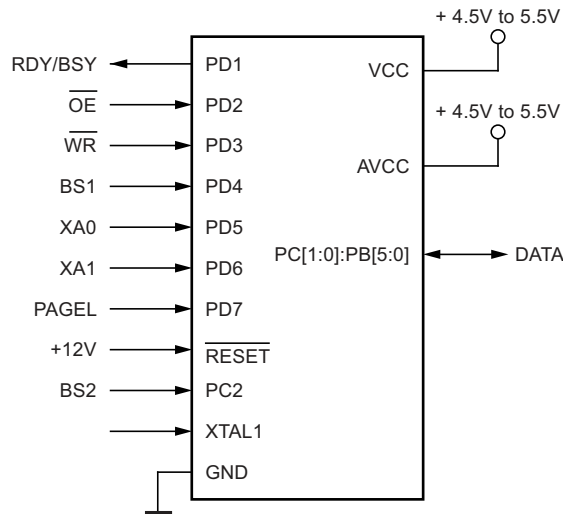 + 4.5V to 5.5V
RDY/BSY PD1 VCC
OE PD2 + 4.5V to 5.5V
WR PD3
BS1 PD4 AVCC
XA0 PD5
PC[1:0]:PB[5:0] DATA
XA1 PD6
PAGEL PD7
+12V RESET
BS2 PC2
XTAL1
GND